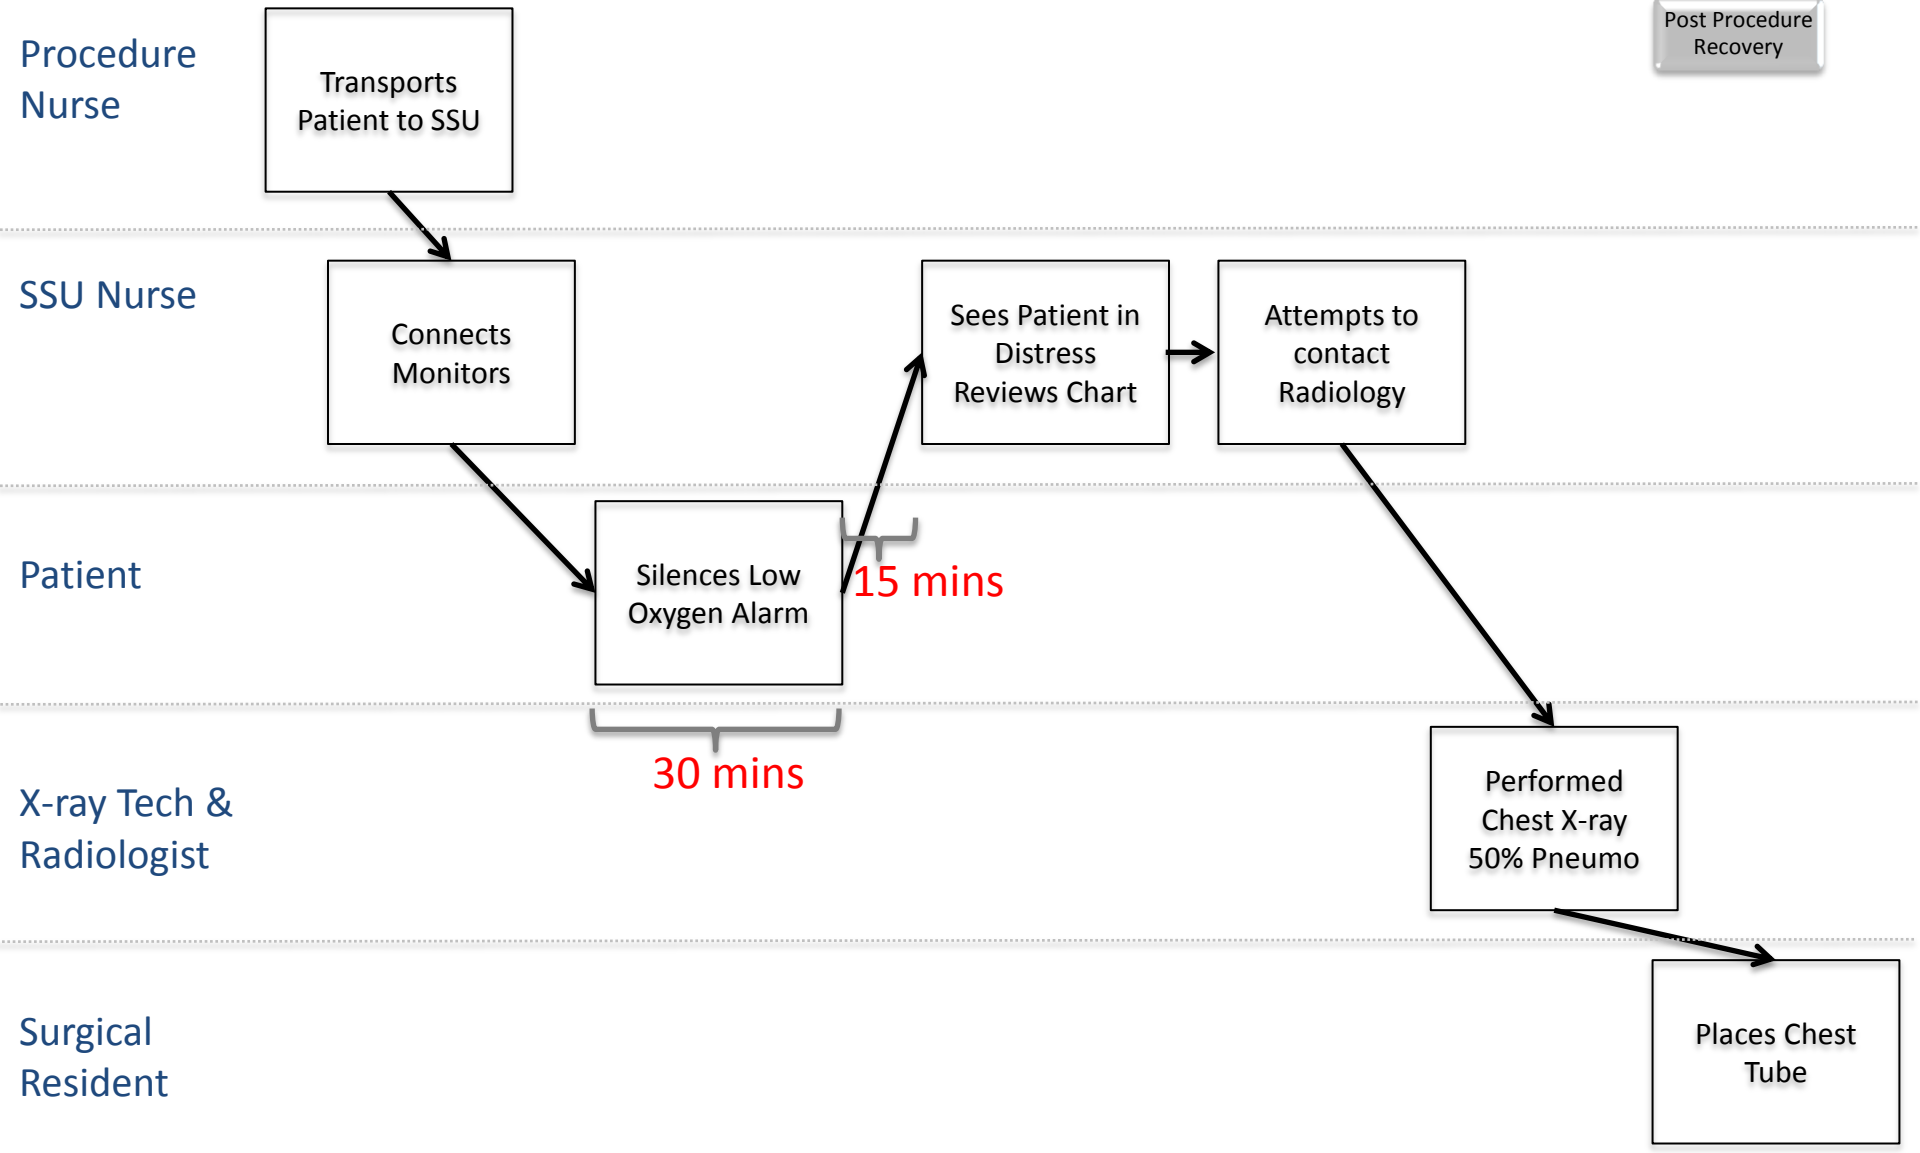 Post Procedure
Recovery
Procedure
Nurse
Transports
Patient to SSU
SSU Nurse
Connects
Monitors
Sees Patient in
Distress
Reviews Chart
Attempts to
contact
Radiology
Patient
Silences Low
Oxygen Alarm
15 mins
30 mins
X-ray Tech &
Radiologist
Performed
Chest X-ray
50% Pneumo
Surgical
Resident
Places Chest
Tube